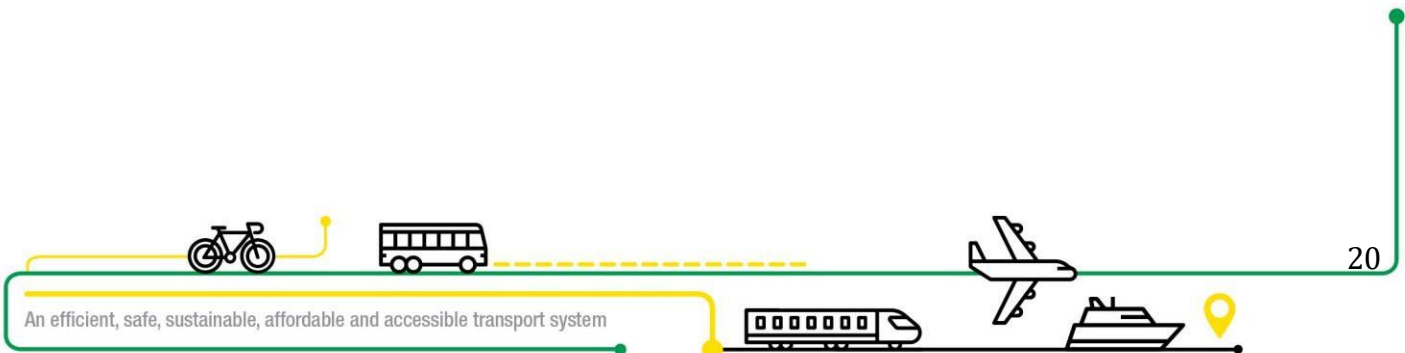 20
An efficient, safe, sustainable, affordable and accessible transport system